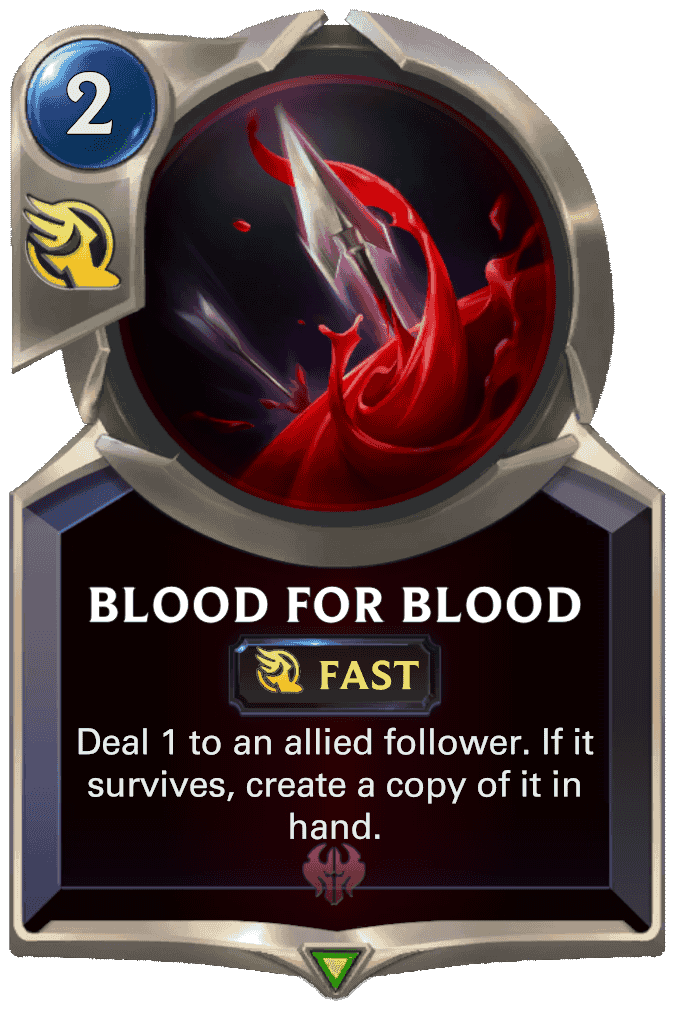 2
BLOOD FOR BLOOD
FAST
Deal 1 to an allied follower. If it
survives, create a copy of it in
hand.